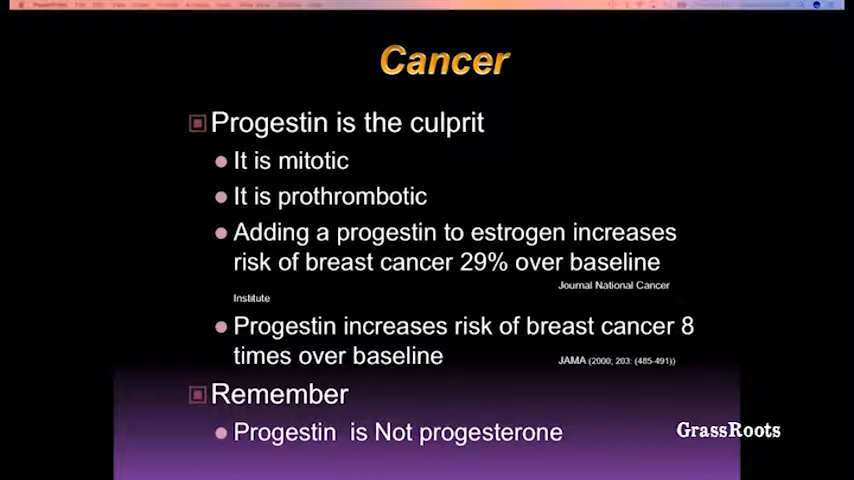 Cancer
Progestin is the culprit
It is mitotic
It is prothrombotic
Adding a progestin to estrogen increases
risk of breast cancer 29% over baseline
Journal National Cancer
Institute
Progestin increases risk of breast cancer 8
times over baseline
JAMA (2000; 203: (485-491))
Remember
Progestin is Not progesterone
GrassRoots